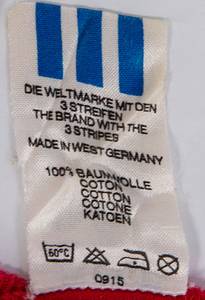 DIE WELTMARKE MIT DEN
3 STREIFEN
THE BRAND WITH THE
3 STRIPES
MADE IN WEST GERMANY
100% BAUMWOLLE
COTON
COTTON
COTONE
KATOEN
60°C
0915